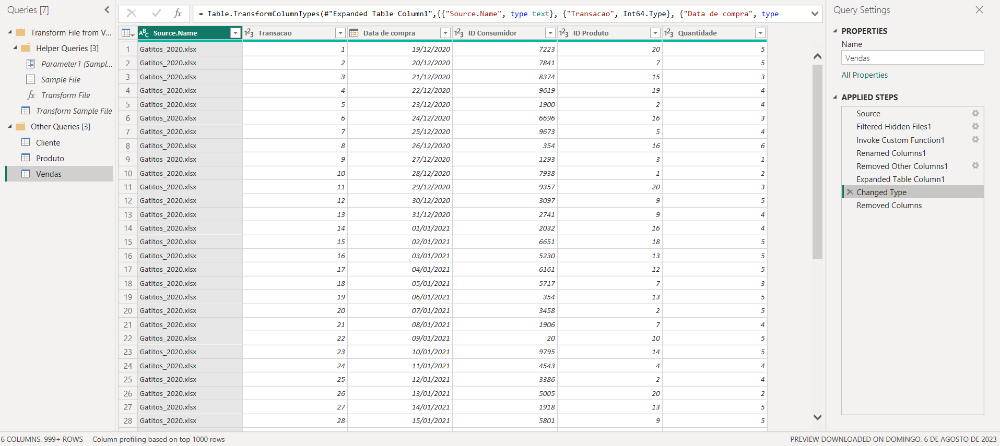 Queries [7]
Transform File from V...
Helper Queries [3]
Parameter1 (Sampl...
Sample File
fx Transform File
Transform Sample File
Other Queries [3]
Cliente
Produto
Vendas
fx = Table.TransformColumnTypes(#"Expanded Table Column1",{{"Source.Name", type text}, {"Transacao", Int64.Type}, {"Data de compra", type
ABC Source.Name 123 Transacao Data de compra 123 ID Consumidor 123 ID Produto 123 Quantidade
1 Gatitos_2020.xlsx 1 19/12/2020 7223 20 5
2 Gatitos_2020.xlsx 2 20/12/2020 7841 7 5
3 Gatitos_2020.xlsx 3 21/12/2020 8374 15 3
4 Gatitos_2020.xlsx 4 22/12/2020 9619 19 4
5 Gatitos_2020.xlsx 5 23/12/2020 1900 2 4
6 Gatitos_2020.xlsx 6 24/12/2020 6696 16 3
7 Gatitos_2020.xlsx 7 25/12/2020 9673 5 4
8 Gatitos_2020.xlsx 8 26/12/2020 354 16 6
9 Gatitos_2020.xlsx 9 27/12/2020 1293 3 1
10 Gatitos_2020.xlsx 10 28/12/2020 7938 1 2
11 Gatitos_2020.xlsx 11 29/12/2020 9357 20 3
12 Gatitos_2020.xlsx 12 30/12/2020 3097 9 5
13 Gatitos_2020.xlsx 13 31/12/2020 2741 9 4
14 Gatitos_2020.xlsx 14 01/01/2021 2032 16 4
15 Gatitos_2020.xlsx 15 02/01/2021 6651 18 5
16 Gatitos_2020.xlsx 16 03/01/2021 5230 13 5
17 Gatitos_2020.xlsx 17 04/01/2021 6161 12 5
18 Gatitos_2020.xlsx 18 05/01/2021 5717 7 3
19 Gatitos_2020.xlsx 19 06/01/2021 354 13 5
20 Gatitos_2020.xlsx 20 07/01/2021 3458 2 5
21 Gatitos_2020.xlsx 21 08/01/2021 1906 7 4
22 Gatitos_2020.xlsx 22 09/01/2021 20 10 5
23 Gatitos_2020.xlsx 23 10/01/2021 9795 14 5
24 Gatitos_2020.xlsx 24 11/01/2021 4543 4 4
25 Gatitos_2020.xlsx 25 12/01/2021 3386 2 4
26 Gatitos_2020.xlsx 26 13/01/2021 5005 20 2
27 Gatitos_2020.xlsx 27 14/01/2021 1918 13 5
28 Gatitos_2020.xlsx 28 15/01/2021 5801 9 5
Query Settings
PROPERTIES
Name
Vendas
All Properties
APPLIED STEPS
Source
Filtered Hidden Files1
Invoke Custom Function1
Renamed Columns1
Removed Other Columns1
Expanded Table Column1
Changed Type
Removed Columns
6 COLUMNS, 999+ ROWS Column profiling based on top 1000 rows
PREVIEW DOWNLOADED ON DOMINGO, 6 DE AGOSTO DE 2023